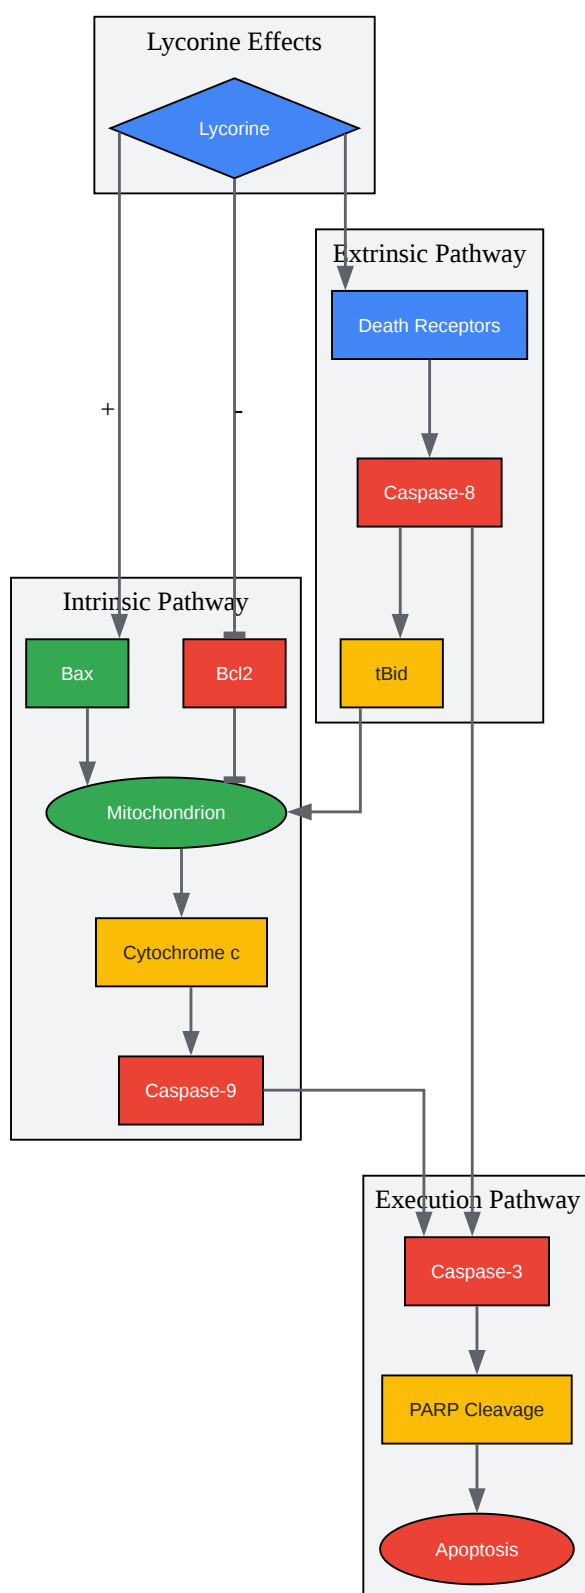 Lycorine Effects
Lycorine
Extrinsic Pathway
Death Receptors
+
-
Caspase-8
Intrinsic Pathway
Bax
Bcl2
tBid
Mitochondrion
Cytochrome c
Caspase-9
Execution Pathway
Caspase-3
PARP Cleavage
Apoptosis